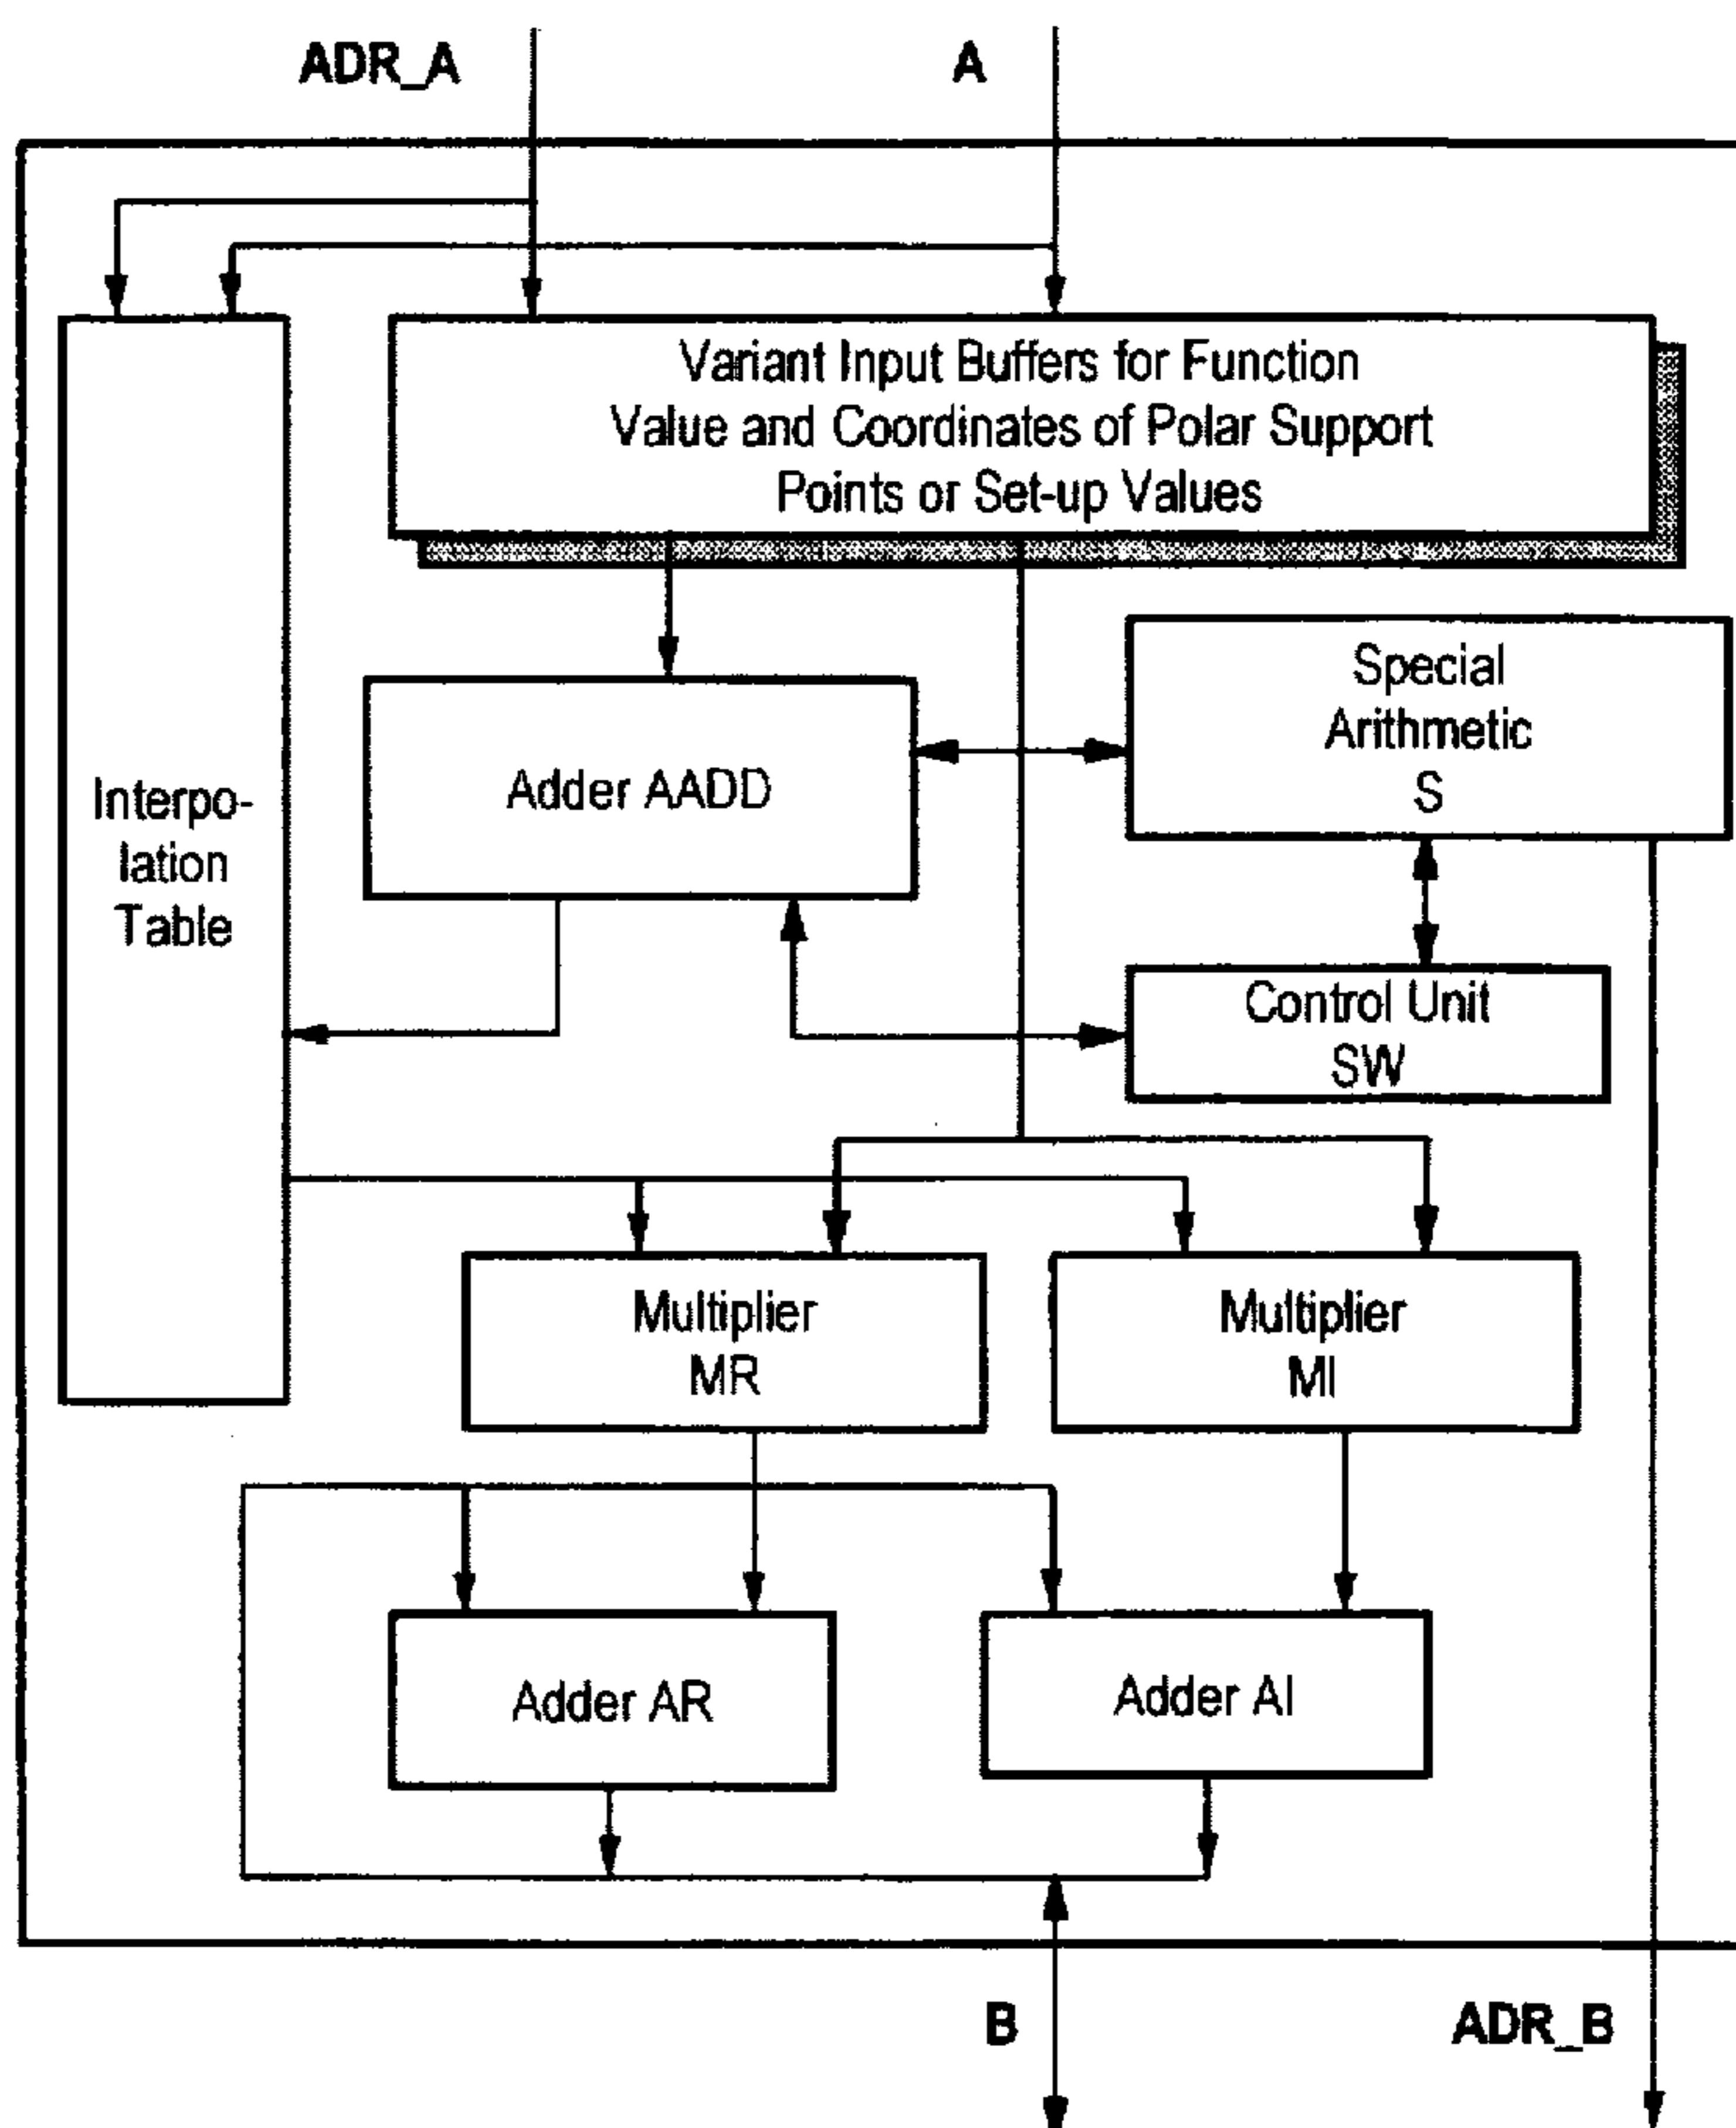 ADR_A
A
Variant Input Buffers for Function
Value and Coordinates of Polar Support
Points or Set-up Values
Special
Arithmetic
S
Adder AADD
Interpo-
lation
Table
Control Unit
SW
Multiplier
MR
Multiplier
MI
Adder AR
Adder AI
B
ADR_B